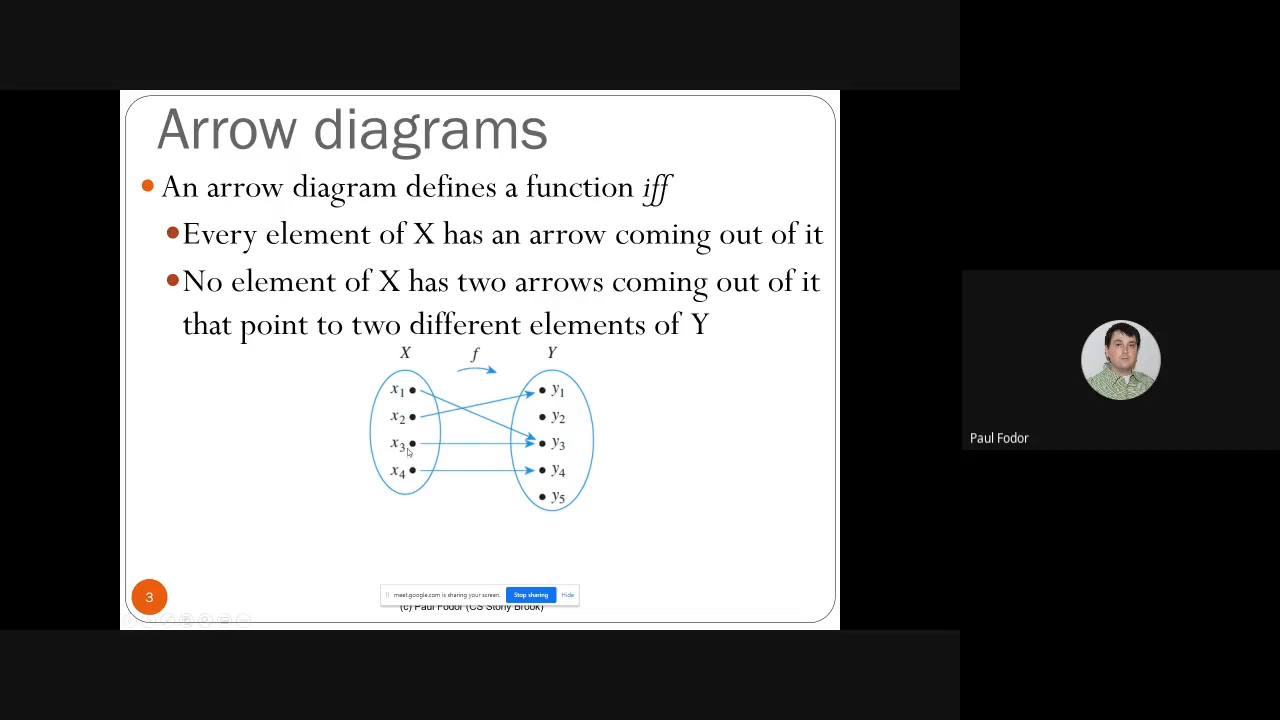 Arrow diagrams
• An arrow diagram defines a function iff
• Every element of X has an arrow coming out of it
• No element of X has two arrows coming out of it
that point to two different elements of Y
X f Y
x1 y1
x2 y2
x3 y3
x4 y4
y5
Paul Fodor
3
meet.google.com is sharing your screen. Stop sharing Hide
(c) Paul Fodor (CS Stony Brook)